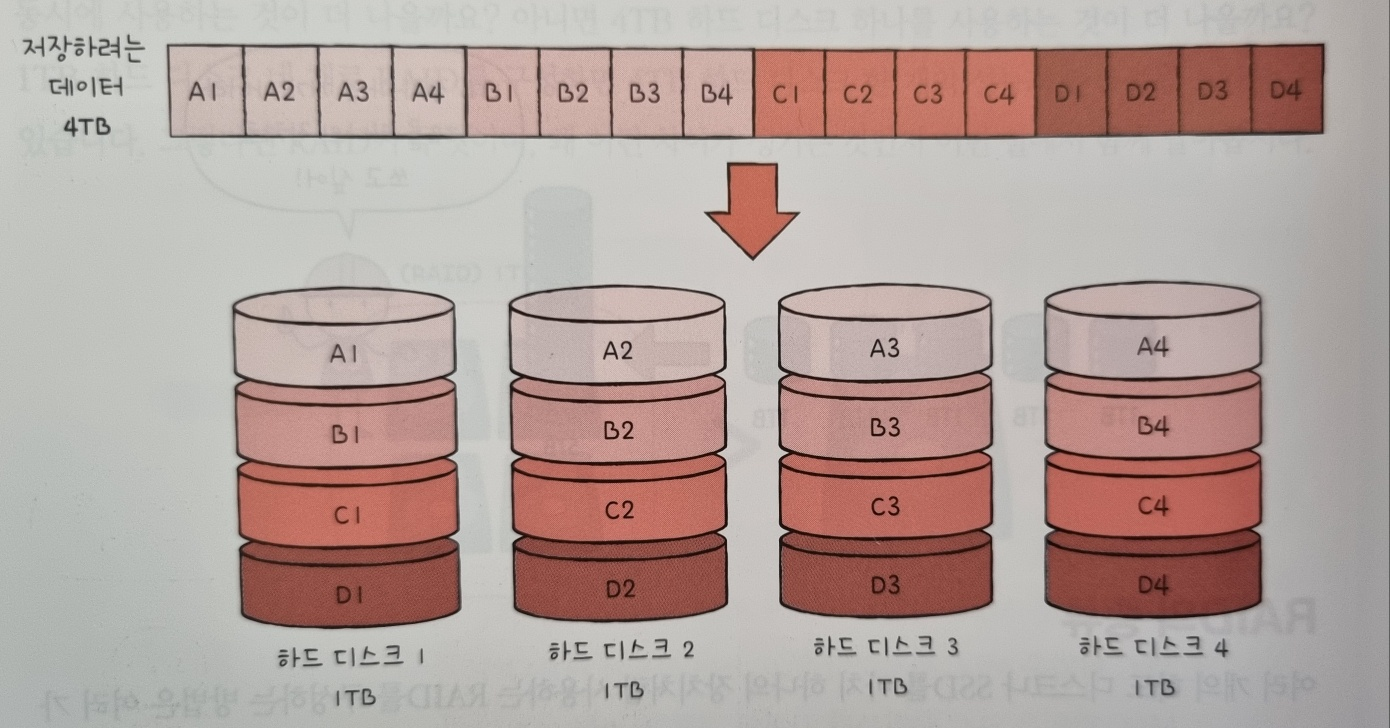 저장하려는
데이터
4TB
A1 A2 A3 A4 B1 B2 B3 B4 C1 C2 C3 C4 D1 D2 D3 D4
A1 A2 A3 A4
B1 B2 B3 B4
C1 C2 C3 C4
D1 D2 D3 D4
하드 디스크 1 하드 디스크 2 하드 디스크 3 하드 디스크 4
1TB 1TB 1TB 1TB